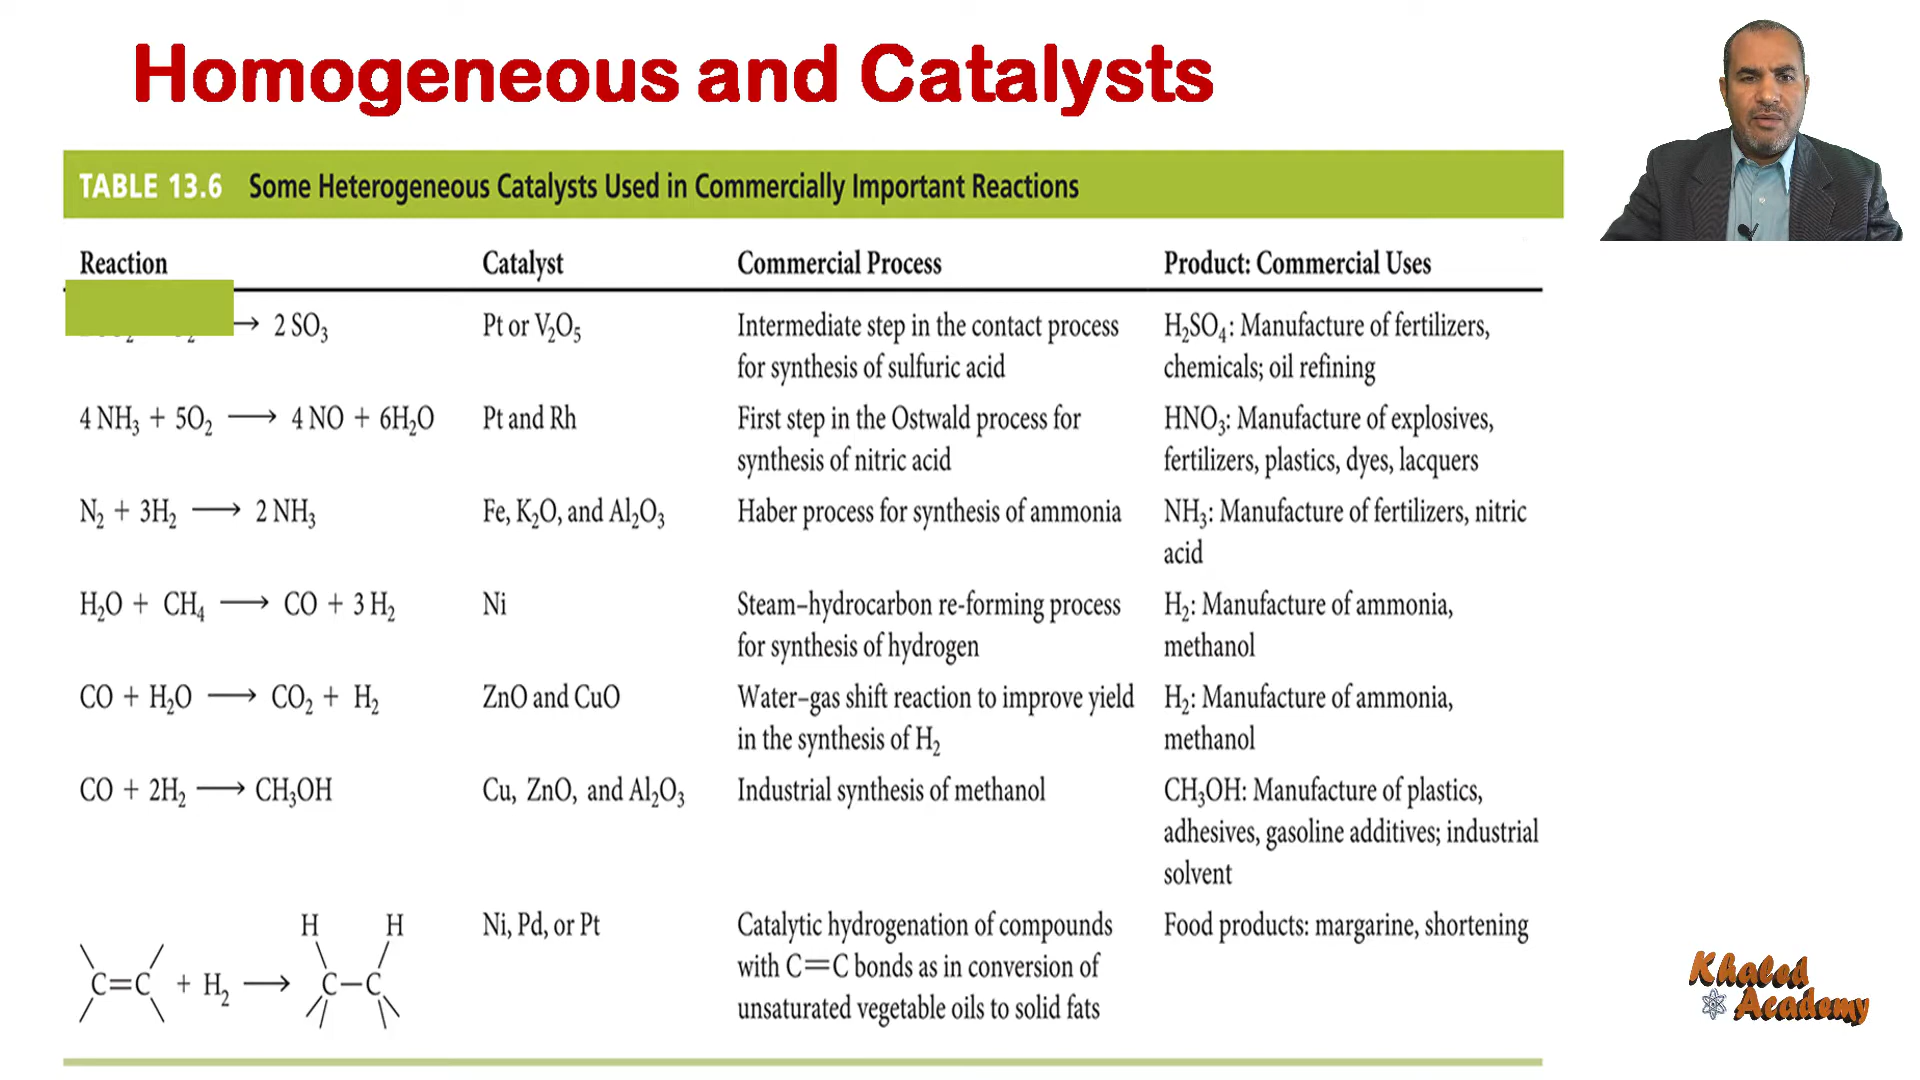 Homogeneous and Catalysts
TABLE 13.6 Some Heterogeneous Catalysts Used in Commercially Important Reactions
Reaction Catalyst Commercial Process Product: Commercial Uses
⟶ 2 SO₃ Pt or V₂O₅ Intermediate step in the contact process H₂SO₄: Manufacture of fertilizers,
for synthesis of sulfuric acid chemicals; oil refining
4 NH₃ + 5O₂ ⟶ 4 NO + 6H₂O Pt and Rh First step in the Ostwald process for HNO₃: Manufacture of explosives,
synthesis of nitric acid fertilizers, plastics, dyes, lacquers
N₂ + 3H₂ ⟶ 2 NH₃ Fe, K₂O, and Al₂O₃ Haber process for synthesis of ammonia NH₃: Manufacture of fertilizers, nitric
acid
H₂O + CH₄ ⟶ CO + 3 H₂ Ni Steam–hydrocarbon re-forming process H₂: Manufacture of ammonia,
for synthesis of hydrogen methanol
CO + H₂O ⟶ CO₂ + H₂ ZnO and CuO Water–gas shift reaction to improve yield H₂: Manufacture of ammonia,
in the synthesis of H₂ methanol
CO + 2H₂ ⟶ CH₃OH Cu, ZnO, and Al₂O₃ Industrial synthesis of methanol CH₃OH: Manufacture of plastics,
adhesives, gasoline additives; industrial
solvent
H H Ni, Pd, or Pt Catalytic hydrogenation of compounds Food products: margarine, shortening
C=C + H₂ ⟶ C–C with C=C bonds as in conversion of
unsaturated vegetable oils to solid fats
Khaled
Academy